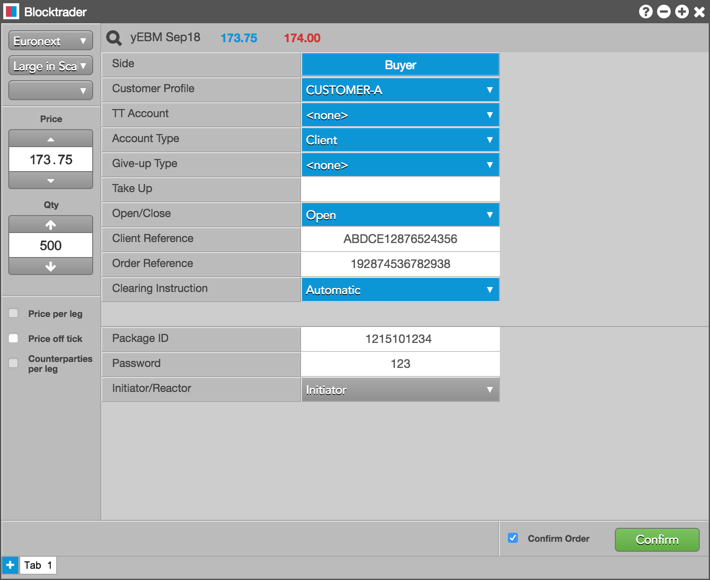 Blocktrader
Euronext
Large in Sca
yEBM Sep18 173.75 174.00
Price
173.75
Qty
500
Price per leg
Price off tick
Counterparties
per leg
Side Buyer
Customer Profile CUSTOMER-A
TT Account <none>
Account Type Client
Give-up Type <none>
Take Up
Open/Close Open
Client Reference ABDCE12876524356
Order Reference 192874536782938
Clearing Instruction Automatic
Package ID 1215101234
Password 123
Initiator/Reactor Initiator
Confirm Order Confirm
Tab 1